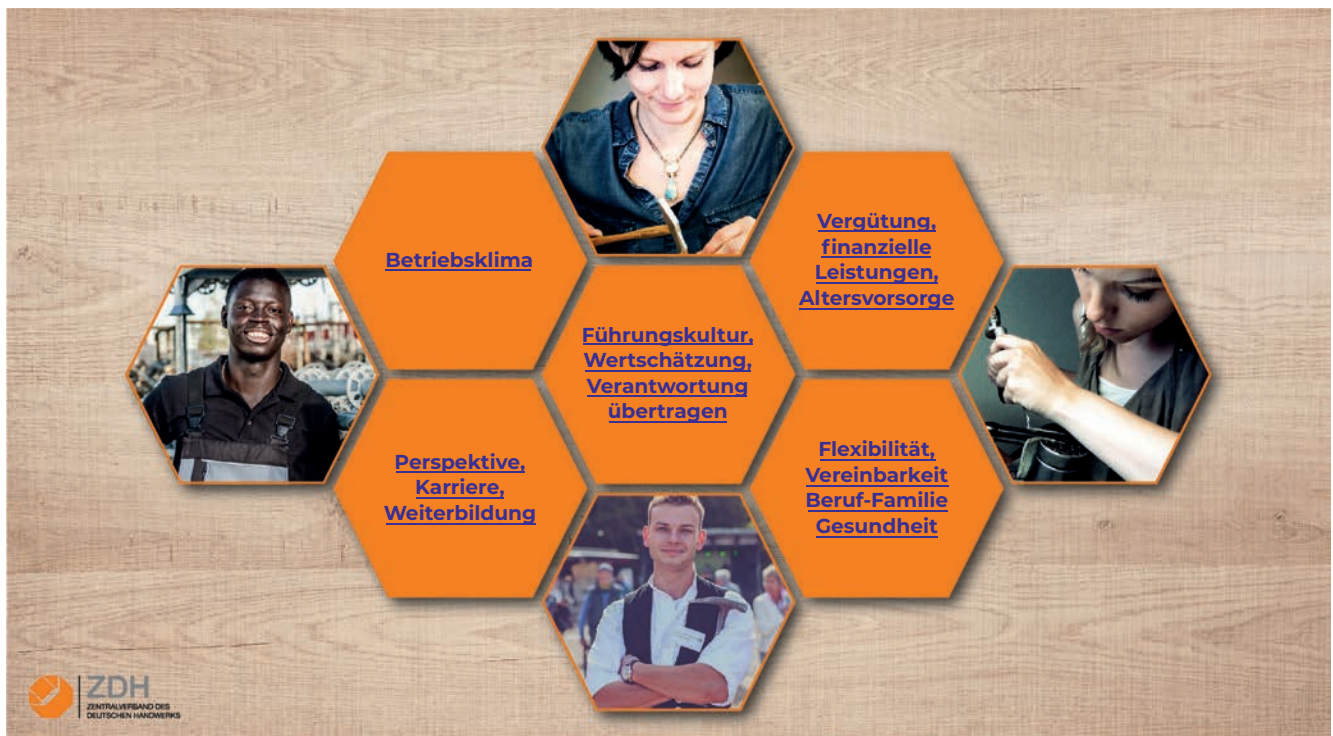 Betriebsklima
Vergütung,
finanzielle
Leistungen,
Altersvorsorge
Führungskultur,
Wertschätzung,
Verantwortung
übertragen
Perspektive,
Karriere,
Weiterbildung
Flexibilität,
Vereinbarkeit
Beruf-Familie
Gesundheit
ZDH
ZENTRALVERBAND DES
DEUTSCHEN HANDWERKS